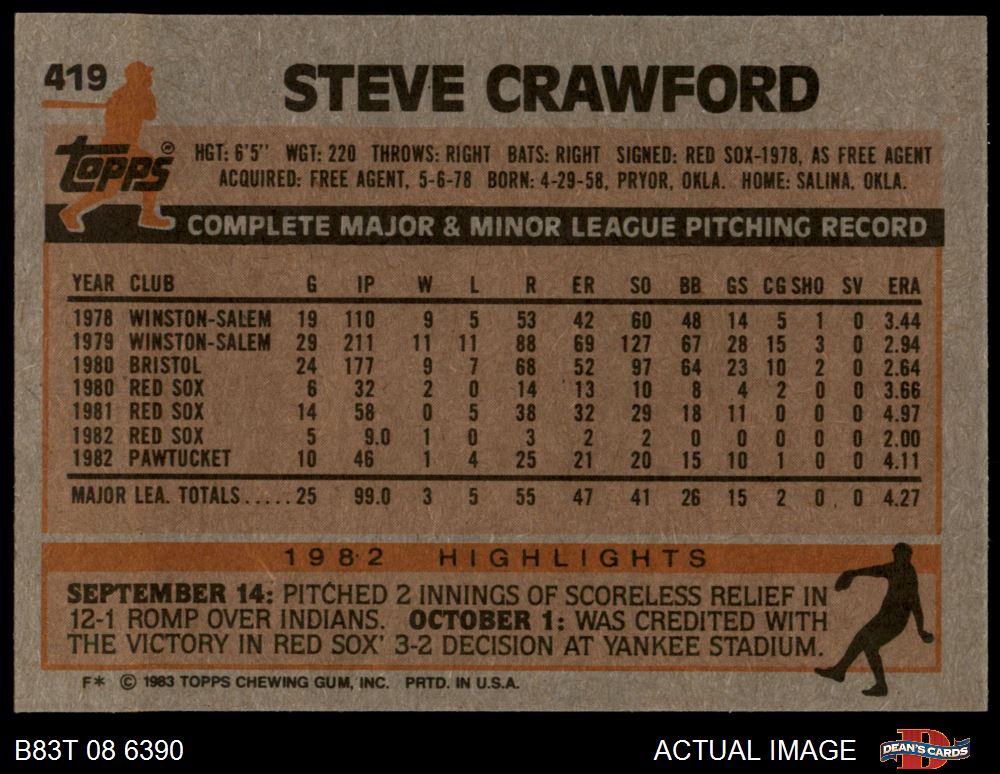 419
STEVE CRAWFORD
topps ®
HGT: 6'5" WGT: 220 THROWS: RIGHT BATS: RIGHT SIGNED: RED SOX-1978, AS FREE AGENT
ACQUIRED: FREE AGENT, 5-6-78 BORN: 4-29-58, PRYOR, OKLA. HOME: SALINA, OKLA.
COMPLETE MAJOR & MINOR LEAGUE PITCHING RECORD
YEAR CLUB G IP W L R ER SO BB GS CG SHO SV ERA
1978 WINSTON-SALEM 19 110 9 5 53 42 60 48 14 5 1 0 3.44
1979 WINSTON-SALEM 29 211 11 11 88 69 127 67 28 15 3 0 2.94
1980 BRISTOL 24 177 9 7 68 52 97 64 23 10 2 0 2.64
1980 RED SOX 6 32 2 0 14 13 10 8 4 2 0 0 3.66
1981 RED SOX 14 58 0 5 38 32 29 18 11 0 0 0 4.97
1982 RED SOX 5 9.0 1 0 3 2 2 0 0 0 0 0 2.00
1982 PAWTUCKET 10 46 1 4 25 21 20 15 10 1 0 0 4.11
MAJOR LEA. TOTALS.....25 99.0 3 5 55 47 41 26 15 2 0 0 4.27
1982 HIGHLIGHTS
SEPTEMBER 14: PITCHED 2 INNINGS OF SCORELESS RELIEF IN
12-1 ROMP OVER INDIANS. OCTOBER 1: WAS CREDITED WITH
THE VICTORY IN RED SOX' 3-2 DECISION AT YANKEE STADIUM.
F* © 1983 TOPPS CHEWING GUM, INC. PRTD. IN U.S.A.
B83T 08 6390
ACTUAL IMAGE
DEAN'S CARDS